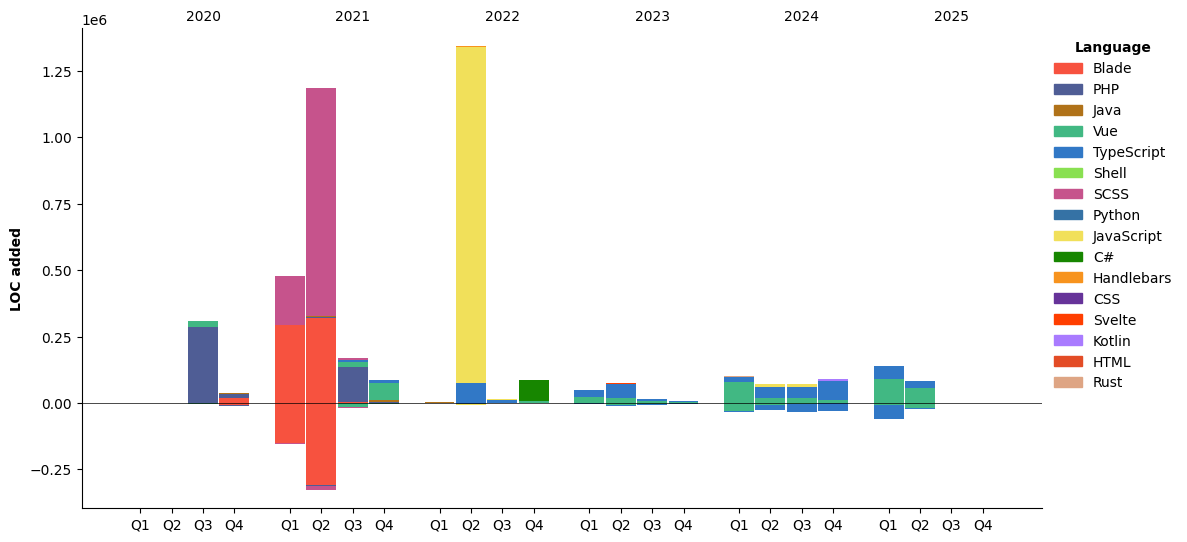 2020 2021 2022 2023 2024 2025
1e6
1.25
1.00
0.75
0.50
0.25
0.00
−0.25
LOC added
Q1 Q2 Q3 Q4 Q1 Q2 Q3 Q4 Q1 Q2 Q3 Q4 Q1 Q2 Q3 Q4 Q1 Q2 Q3 Q4 Q1 Q2 Q3 Q4
Language
Blade
PHP
Java
Vue
TypeScript
Shell
SCSS
Python
JavaScript
C#
Handlebars
CSS
Svelte
Kotlin
HTML
Rust